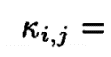 κ_{i,j} =